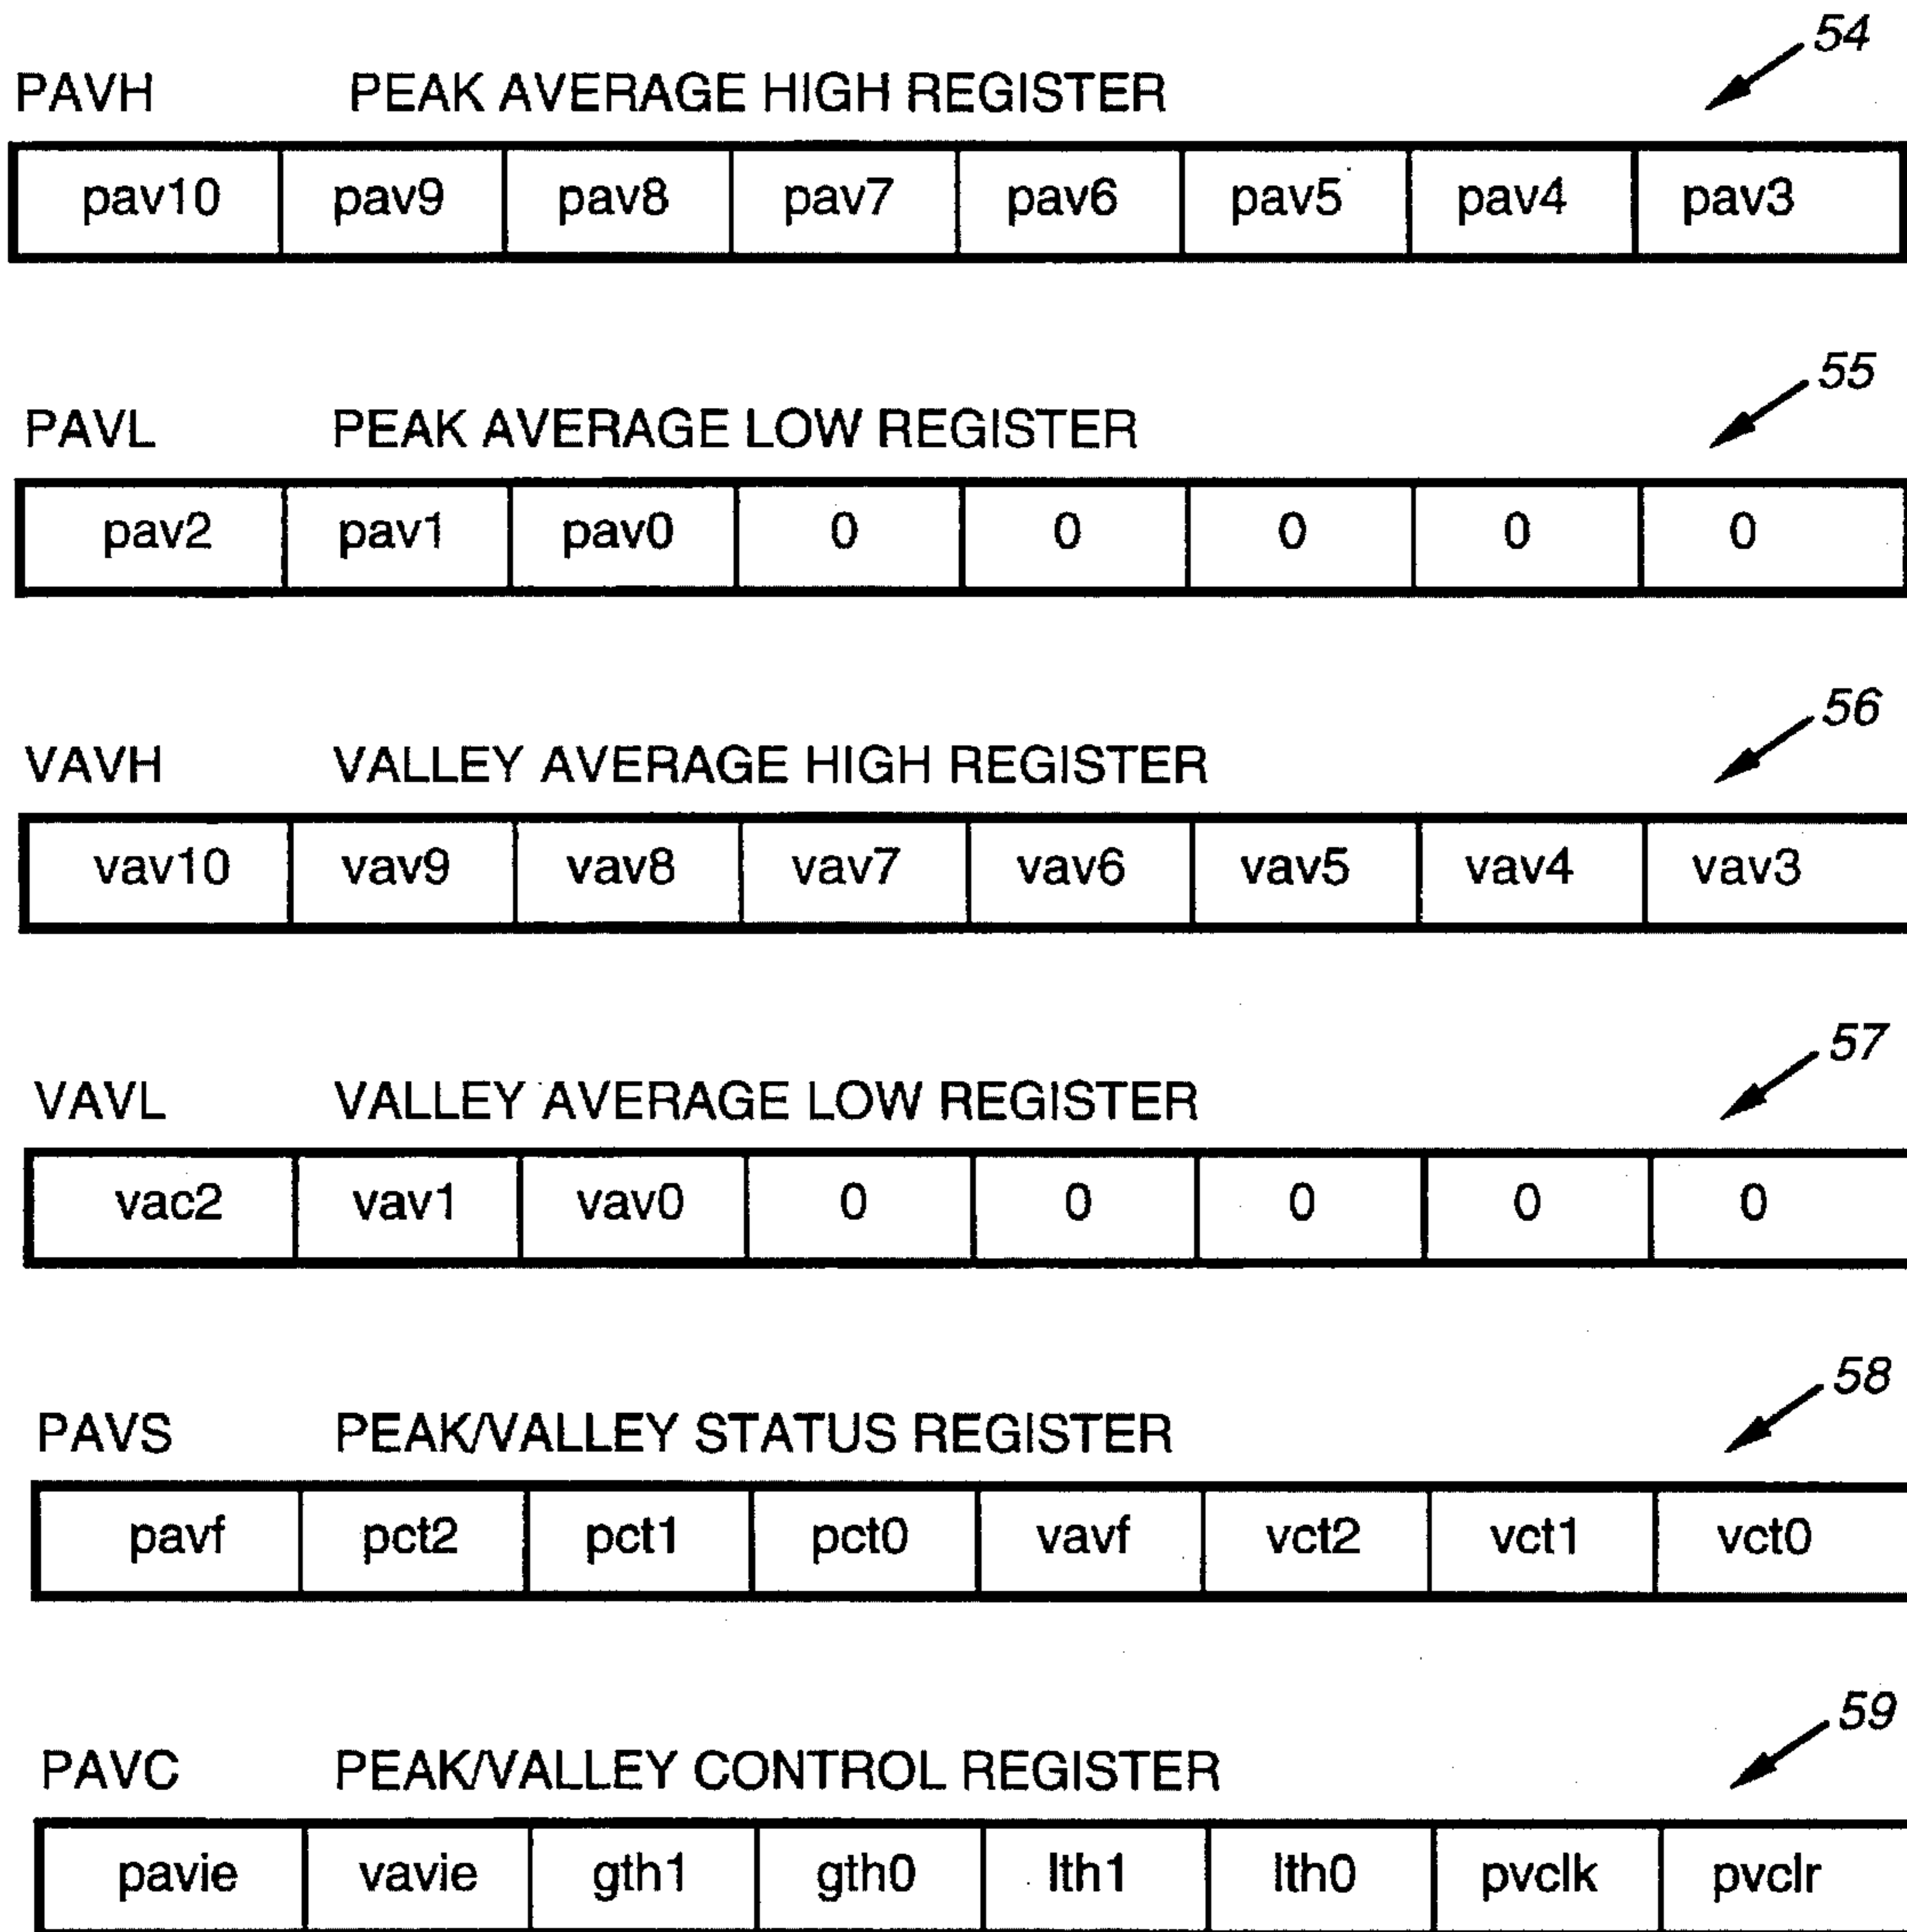 54
PAVH PEAK AVERAGE HIGH REGISTER
pav10 pav9 pav8 pav7 pav6 pav5 pav4 pav3
55
PAVL PEAK AVERAGE LOW REGISTER
pav2 pav1 pav0 0 0 0 0 0
56
VAVH VALLEY AVERAGE HIGH REGISTER
vav10 vav9 vav8 vav7 vav6 vav5 vav4 vav3
57
VAVL VALLEY AVERAGE LOW REGISTER
vac2 vav1 vav0 0 0 0 0 0
58
PAVS PEAK/VALLEY STATUS REGISTER
pavf pct2 pct1 pct0 vavf vct2 vct1 vct0
59
PAVC PEAK/VALLEY CONTROL REGISTER
pavie vavie gth1 gth0 lth1 lth0 pvclk pvclr